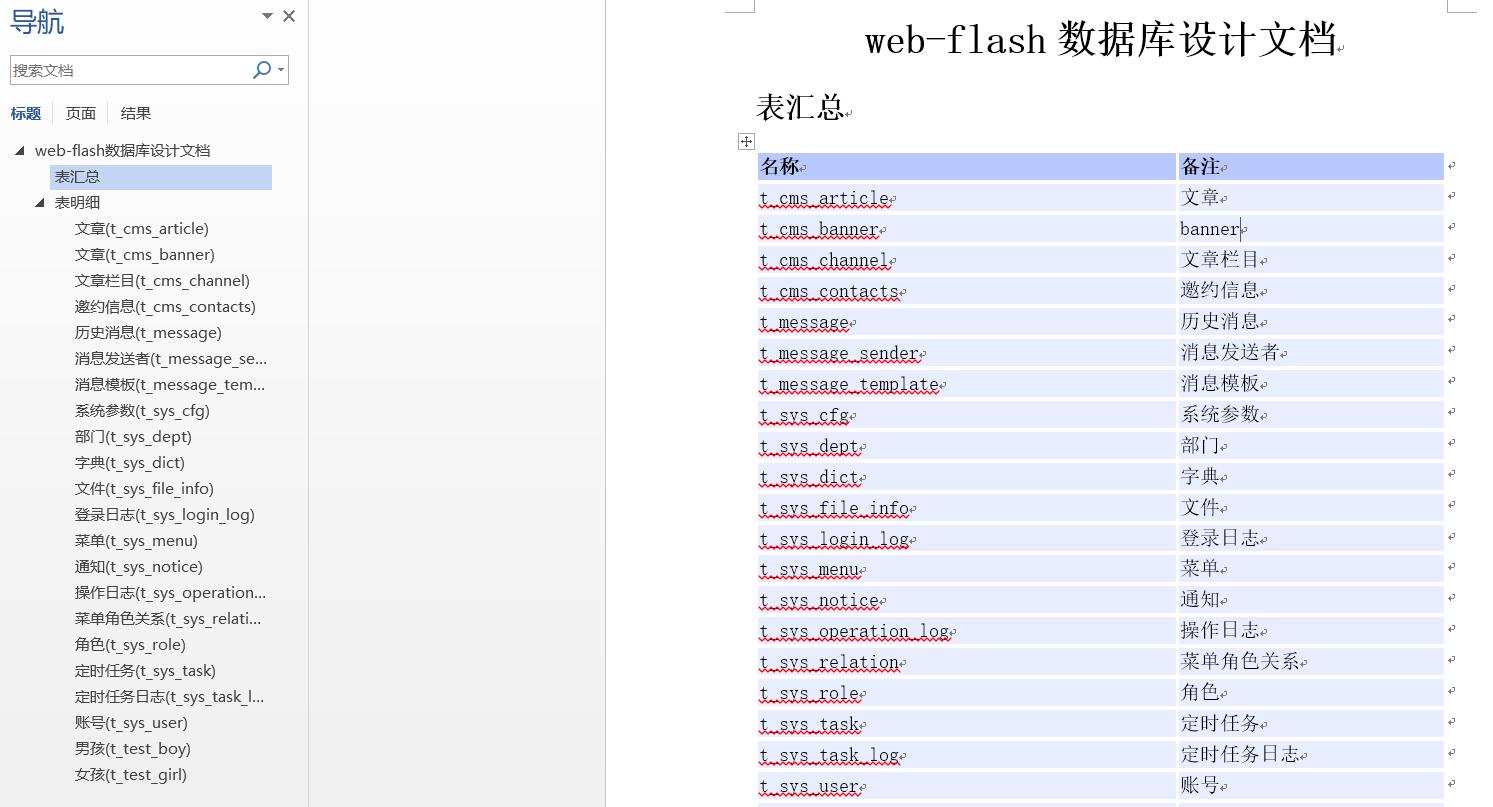 导航
搜索文档
标题 页面 结果
web-flash数据库设计文档
表汇总
表明细
文章(t_cms_article)
文章(t_cms_banner)
文章栏目(t_cms_channel)
邀约信息(t_cms_contacts)
历史消息(t_message)
消息发送者(t_message_se...
消息模板(t_message_tem...
系统参数(t_sys_cfg)
部门(t_sys_dept)
字典(t_sys_dict)
文件(t_sys_file_info)
登录日志(t_sys_login_log)
菜单(t_sys_menu)
通知(t_sys_notice)
操作日志(t_sys_operation...
菜单角色关系(t_sys_relati...
角色(t_sys_role)
定时任务(t_sys_task)
定时任务日志(t_sys_task_l...
账号(t_sys_user)
男孩(t_test_boy)
女孩(t_test_girl)
web-flash 数据库设计文档
表汇总
名称 备注
t_cms_article 文章
t_cms_banner banner
t_cms_channel 文章栏目
t_cms_contacts 邀约信息
t_message 历史消息
t_message_sender 消息发送者
t_message_template 消息模板
t_sys_cfg 系统参数
t_sys_dept 部门
t_sys_dict 字典
t_sys_file_info 文件
t_sys_login_log 登录日志
t_sys_menu 菜单
t_sys_notice 通知
t_sys_operation_log 操作日志
t_sys_relation 菜单角色关系
t_sys_role 角色
t_sys_task 定时任务
t_sys_task_log 定时任务日志
t_sys_user 账号